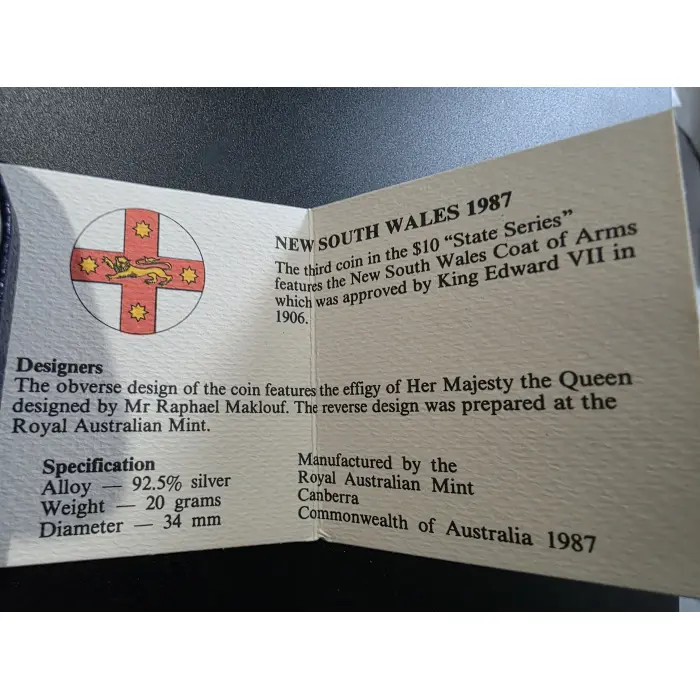 NEW SOUTH WALES 1987
The third coin in the $10 “State Series”
features the New South Wales Coat of Arms
which was approved by King Edward VII in
1906.
Designers
The obverse design of the coin features the effigy of Her Majesty the Queen
designed by Mr Raphael Maklouf. The reverse design was prepared at the
Royal Australian Mint.
Specification
Alloy — 92.5% silver
Weight — 20 grams
Diameter — 34 mm
Manufactured by the
Royal Australian Mint
Canberra
Commonwealth of Australia 1987